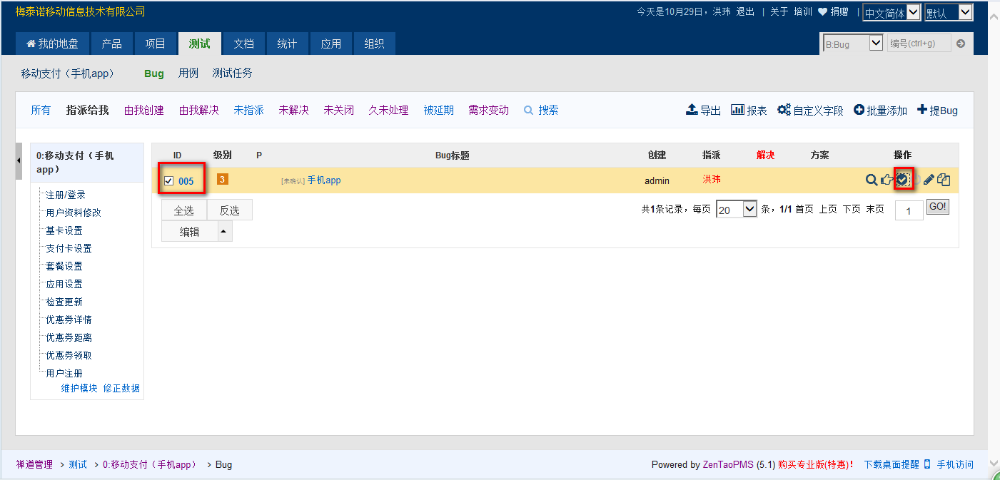 梅泰诺移动信息技术有限公司
今天是10月29日，洪玮 退出 | 关于 培训 捐赠 | 中文简体 默认
我的地盘 产品 项目 测试 文档 统计 应用 组织
B:Bug 编号(ctrl+g)
移动支付（手机app） Bug 用例 测试任务
所有 指派给我 由我创建 由我解决 未指派 未解决 未关闭 久未处理 被延期 需求变动 搜索
导出 报表 自定义字段 批量添加 提Bug
0:移动支付（手机
app）
注册/登录
用户资料修改
基卡设置
支付卡设置
套餐设置
应用设置
检查更新
优惠券详情
优惠券距离
优惠券领取
用户注册
维护模块 修正数据
ID 级别 P Bug标题 创建 指派 解决 方案 操作
005 3 [未确认] 手机app admin 洪玮
全选 反选
编辑
共1条记录，每页 20 条，1/1 首页 上页 下页 末页 1 GO!
禅道管理 > 测试 > 0:移动支付（手机app） > Bug
Powered by ZenTaoPMS (5.1) 购买专业版(特惠)! 下载桌面提醒 手机访问